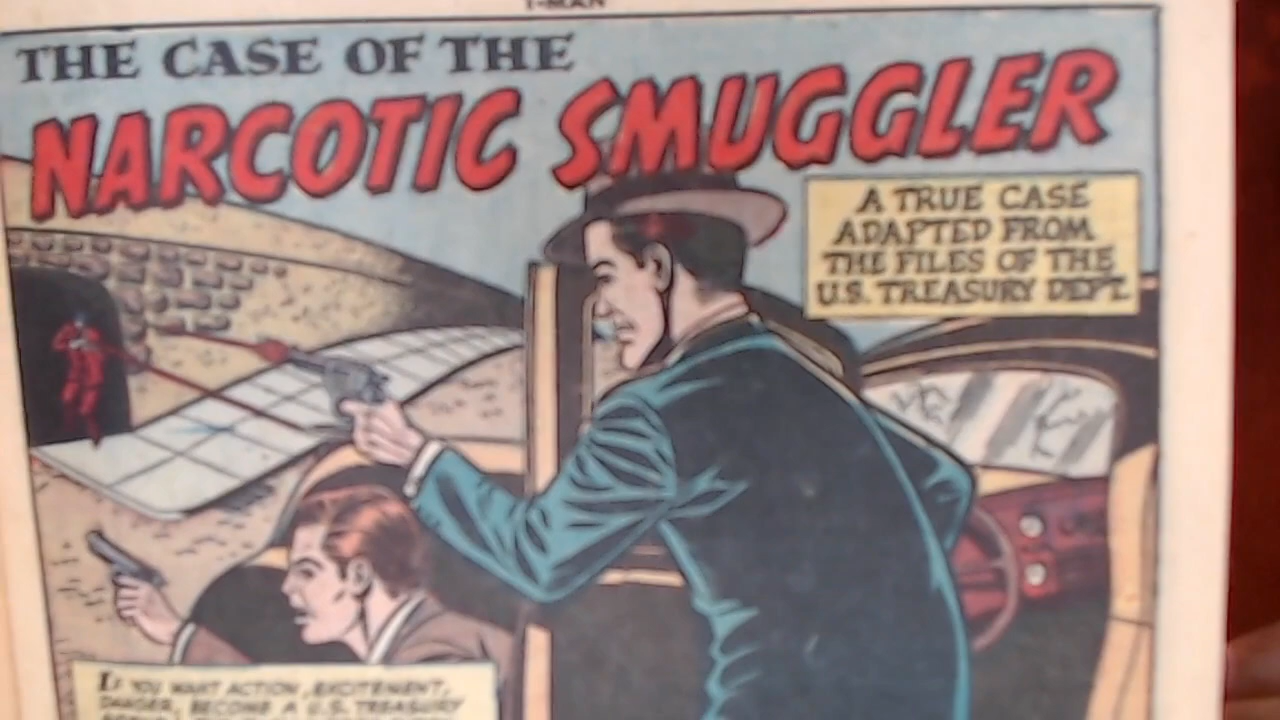 T-MAN
THE CASE OF THE
NARCOTIC SMUGGLER
A TRUE CASE
ADAPTED FROM
THE FILES OF THE
U.S. TREASURY DEPT.
IF YOU WANT ACTION, EXCITEMENT,
DANGER, BECOME A U.S. TREASURY